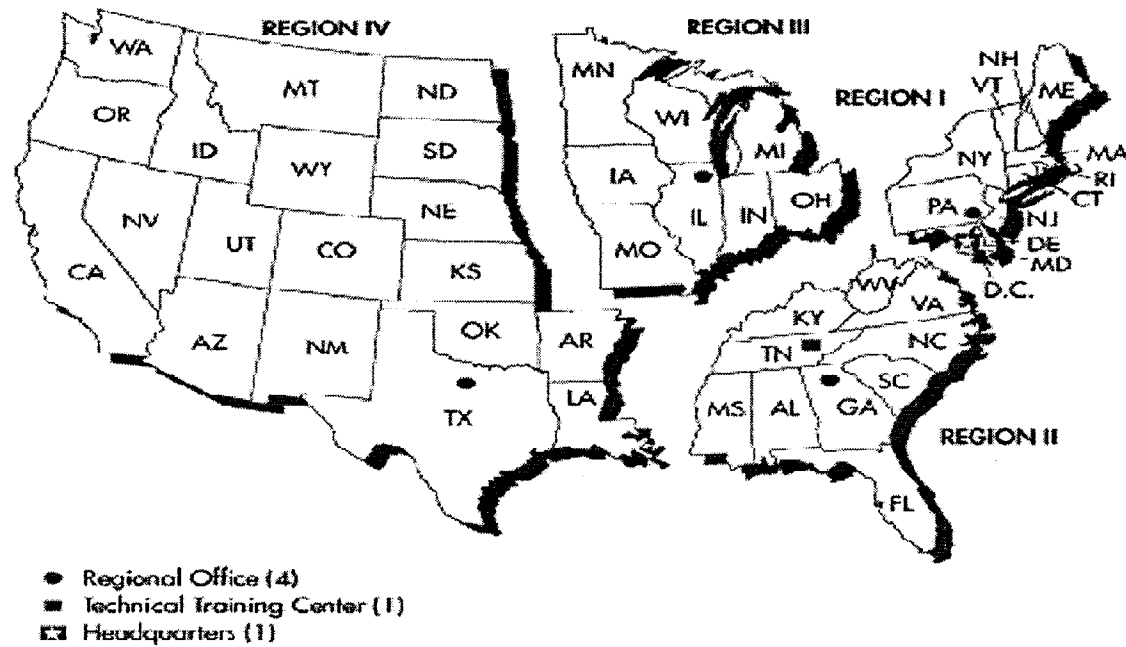 REGION IV
REGION III
REGION I
REGION II
WA
OR
CA
ID
NV
MT
WY
UT
CO
AZ
NM
ND
SD
NE
KS
OK
TX
AR
LA
MN
WI
MI
IA
IL
IN
OH
MO
NH
VT
ME
NY
MA
RI
CT
PA
NJ
DE
MD
D.C.
WV
VA
KY
NC
TN
SC
MS
AL
GA
FL
Regional Office (4)
Technical Training Center (1)
Headquarters (1)